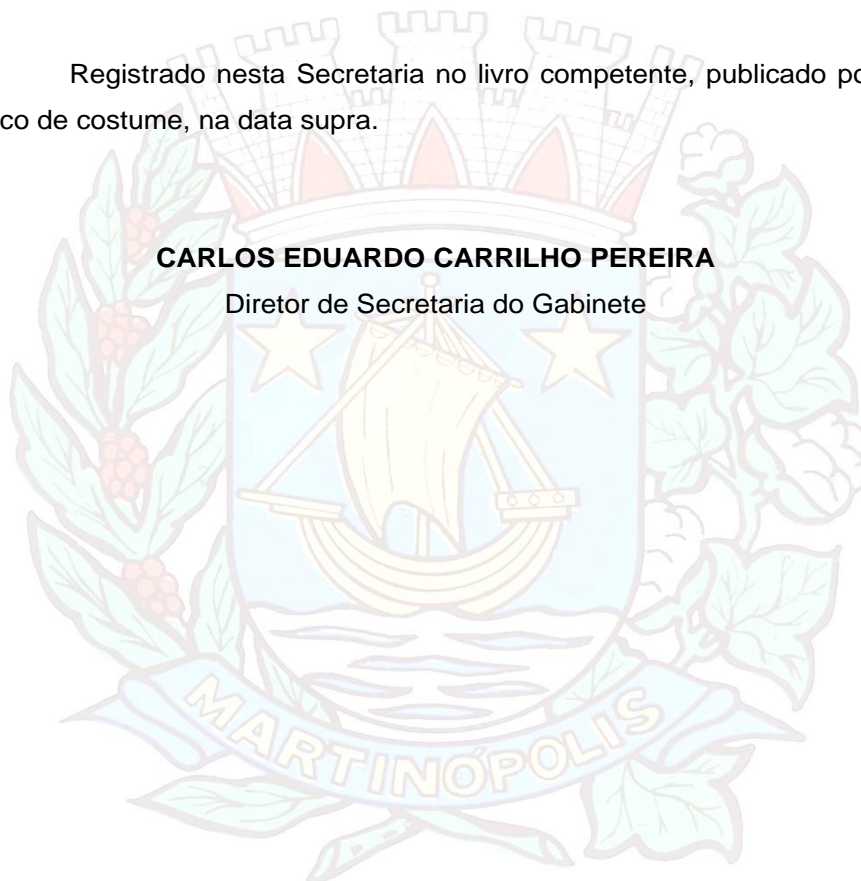 Registrado nesta Secretaria no livro competente, publicado
co de costume, na data supra.
CARLOS EDUARDO CARRILHO PEREIRA
Diretor de Secretaria do Gabinete
MARTINÓPOLIS